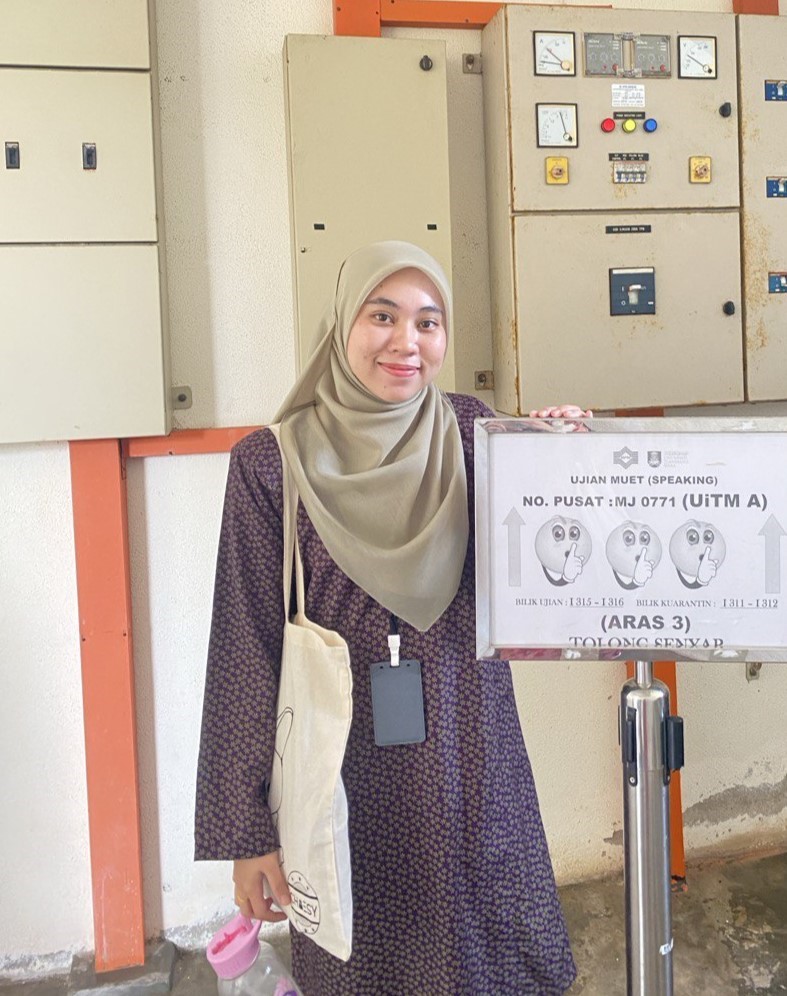 UJIAN MUET (SPEAKING)
NO. PUSAT : MJ 0771 (UiTM A)
BILIK UJIAN : I 315 – I 316 BILIK KUARANTIN : I 311 – I 312
(ARAS 3)
TOLONG SENYAP